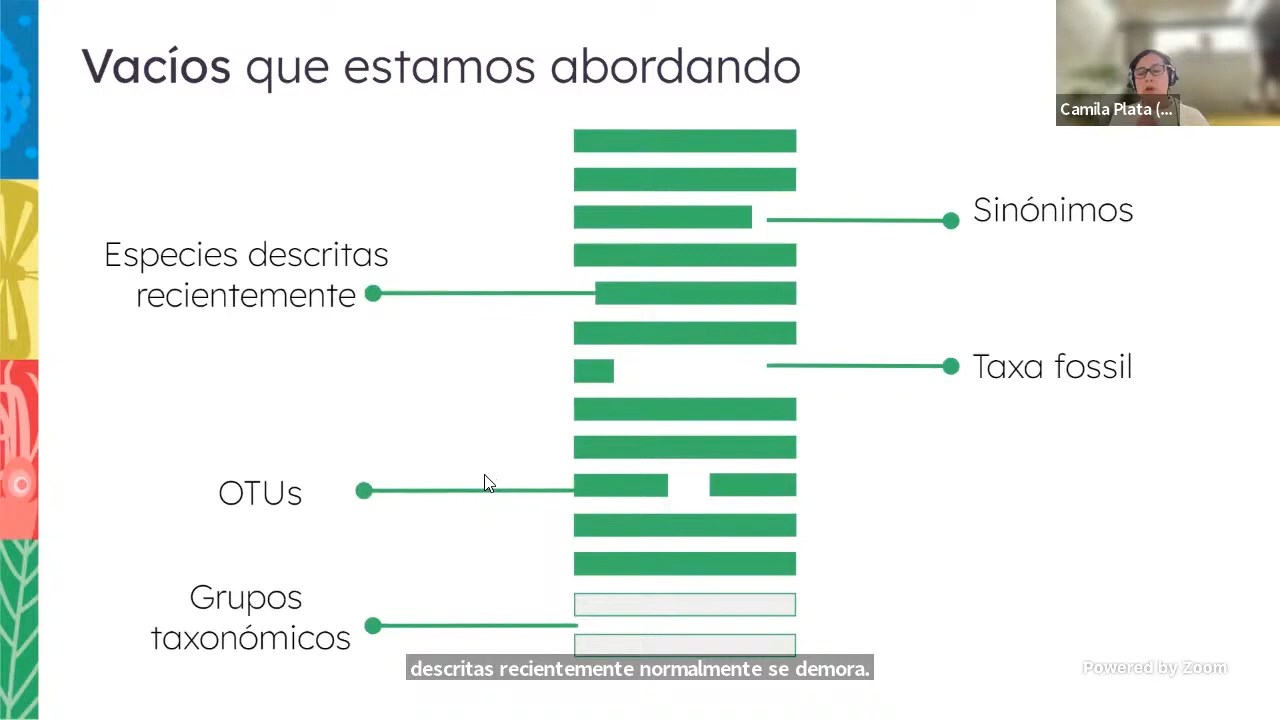 Vacíos que estamos abordando
Camila Plata (...
Sinónimos
Especies descritas
recientemente
Taxa fossil
OTUs
Grupos
taxonómicos
descritas recientemente normalmente se demora.
Powered by Zoom